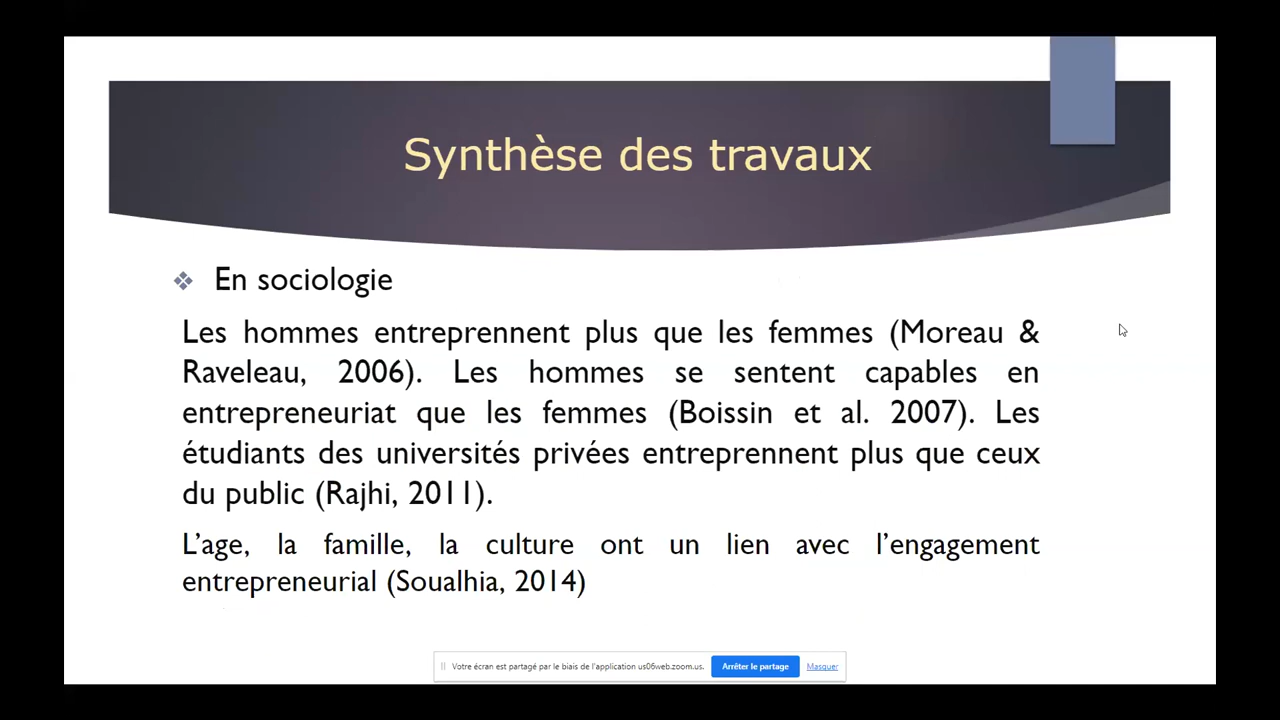 Synthèse des travaux
En sociologie
Les hommes entreprennent plus que les femmes (Moreau &
Raveleau, 2006). Les hommes se sentent capables en
entrepreneuriat que les femmes (Boissin et al. 2007). Les
étudiants des universités privées entreprennent plus que ceux
du public (Rajhi, 2011).
L’age, la famille, la culture ont un lien avec l’engagement
entrepreneurial (Soualhia, 2014)
Votre écran est partagé par le biais de l'application us06web.zoom.us. Arrêter le partage Masquer